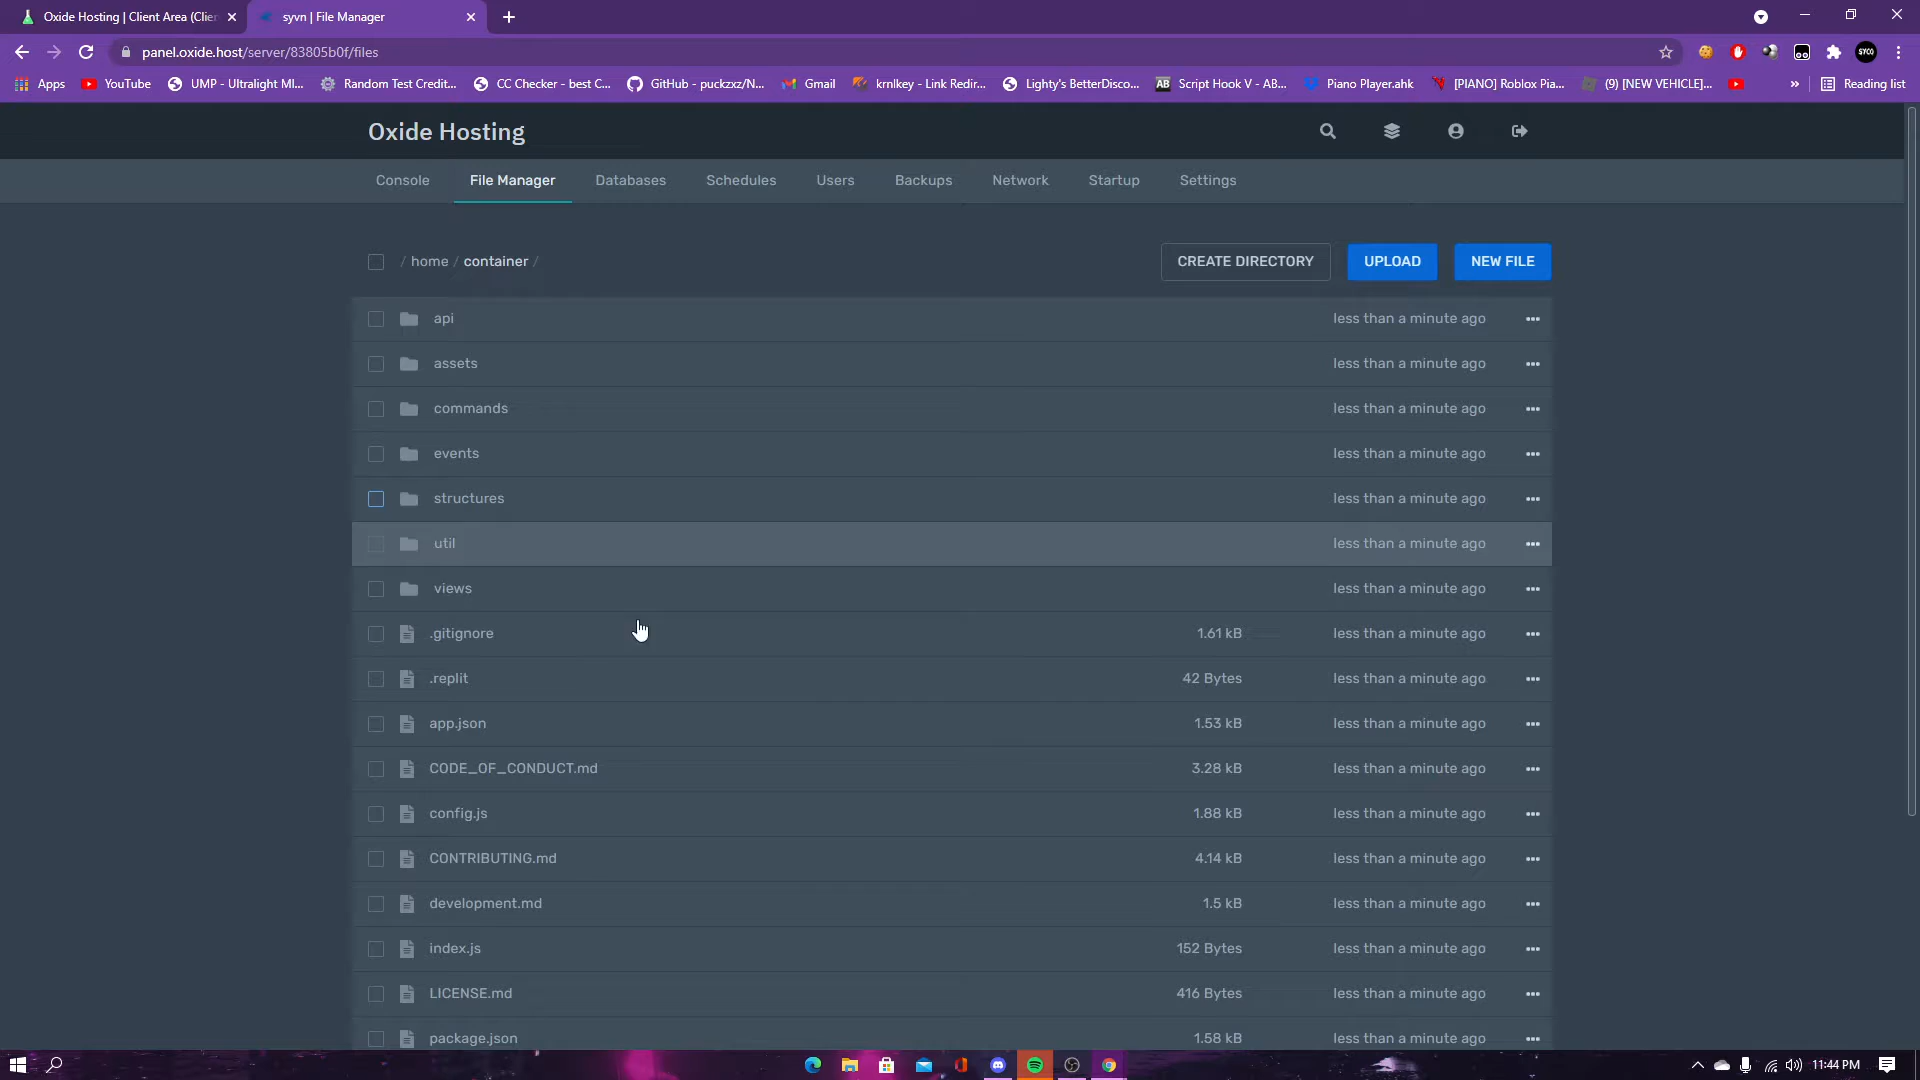 Oxide Hosting | Client Area (Clien
syvn | File Manager
panel.oxide.host/server/83805b0f/files
SYCO
Apps
YouTube
UMP - Ultralight MI...
Random Test Credit...
CC Checker - best C...
GitHub - puckzxz/N...
Gmail
krnlkey - Link Redir...
Lighty's BetterDisco...
AB
Script Hook V - AB...
Piano Player.ahk
[PIANO] Roblox Pia...
(9) [NEW VEHICLE]...
»
Reading list
Oxide Hosting
Console
File Manager
Databases
Schedules
Users
Backups
Network
Startup
Settings
/ home / container /
CREATE DIRECTORY
UPLOAD
NEW FILE
api less than a minute ago
assets less than a minute ago
commands less than a minute ago
events less than a minute ago
structures less than a minute ago
util less than a minute ago
views less than a minute ago
.gitignore 1.61 kB less than a minute ago
.replit 42 Bytes less than a minute ago
app.json 1.53 kB less than a minute ago
CODE_OF_CONDUCT.md 3.28 kB less than a minute ago
config.js 1.88 kB less than a minute ago
CONTRIBUTING.md 4.14 kB less than a minute ago
development.md 1.5 kB less than a minute ago
index.js 152 Bytes less than a minute ago
LICENSE.md 416 Bytes less than a minute ago
package.json 1.58 kB less than a minute ago
11:44 PM